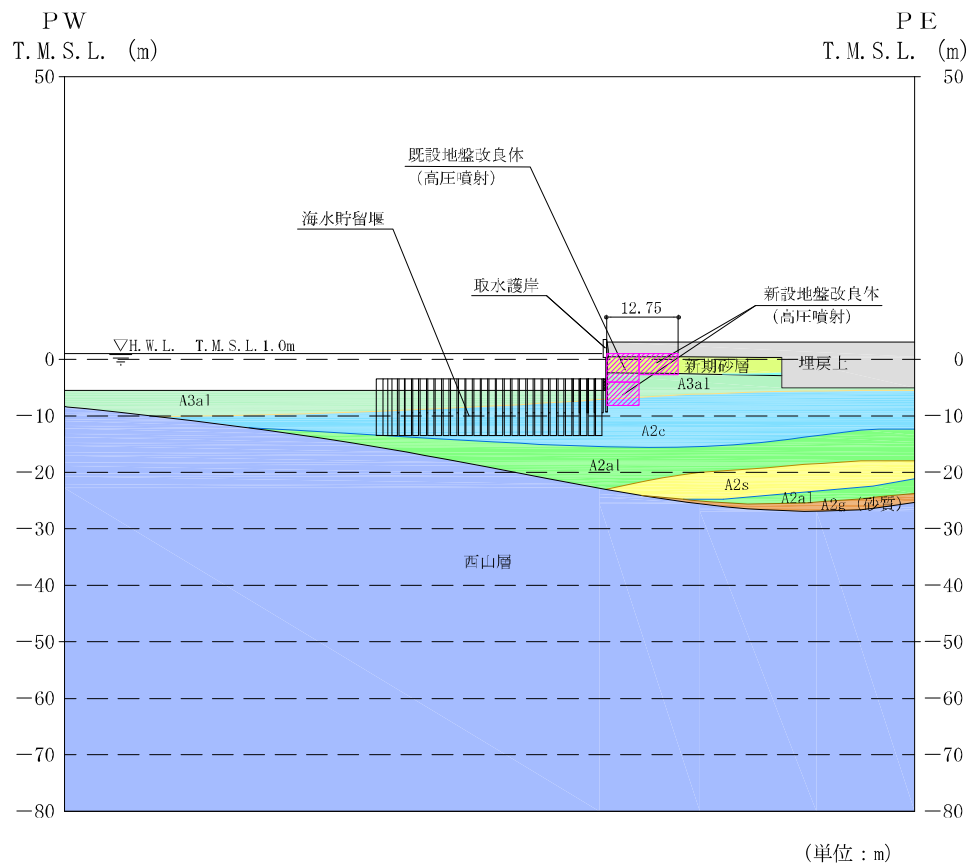 PW
PE
T.M.S.L. (m)
T.M.S.L. (m)
50
50
既設地盤改良体
(高圧噴射)
海水貯留堰
取水護岸
12.75
新設地盤改良体
(高圧噴射)
▽H.W.L. T.M.S.L.1.0m
0
0
新期砂層
埋戻土
A3al
A3al
-10
-10
A2c
A2al
-20
-20
A2s
A2al
A2g (砂質)
-30
-30
西山層
-40
-40
-50
-50
-60
-60
-70
-70
-80
-80
(単位:m)